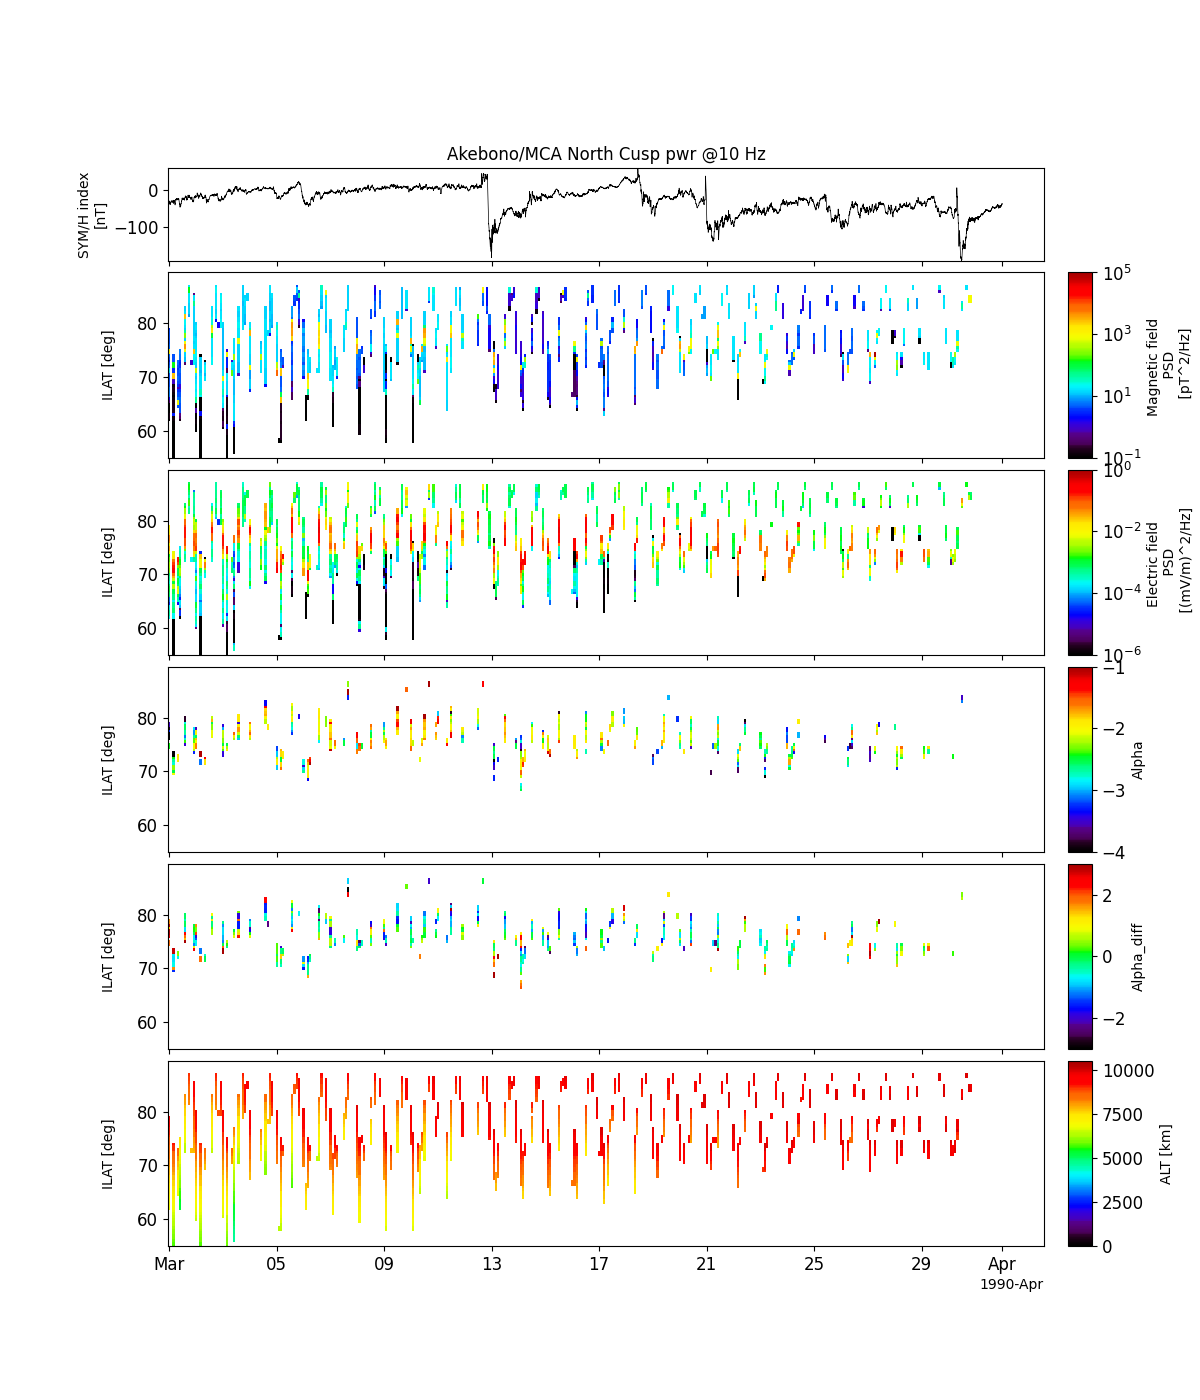 Akebono/MCA North Cusp pwr @10 Hz
SYM/H index
[nT]
0
−100
ILAT [deg]
80
70
60
10^5
10^3
10^1
10^−1
Magnetic field
PSD
[pT^2/Hz]
ILAT [deg]
80
70
60
10^0
10^−2
10^−4
10^−6
Electric field
PSD
[(mV/m)^2/Hz]
ILAT [deg]
80
70
60
−1
−2
−3
−4
Alpha
ILAT [deg]
80
70
60
2
0
−2
Alpha_diff
ILAT [deg]
80
70
60
10000
7500
5000
2500
0
ALT [km]
Mar 05 09 13 17 21 25 29 Apr
1990-Apr